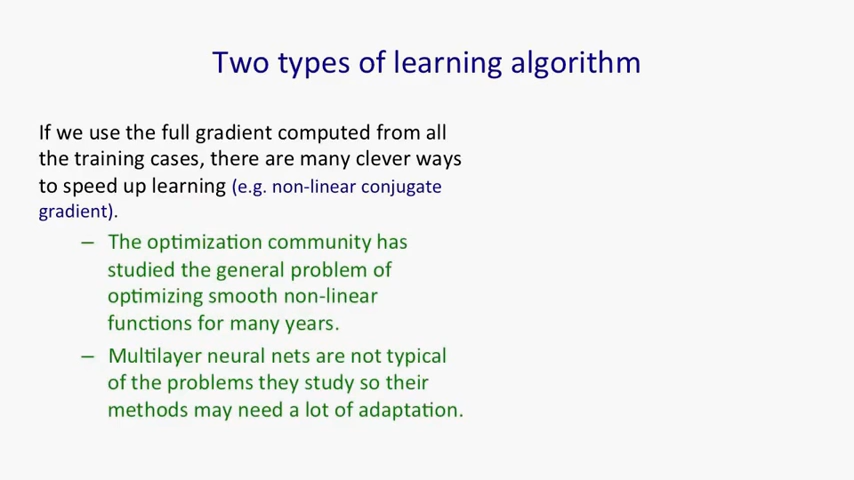 Two types of learning algorithm
If we use the full gradient computed from all
the training cases, there are many clever ways
to speed up learning (e.g. non-linear conjugate
gradient).
– The optimization community has
studied the general problem of
optimizing smooth non-linear
functions for many years.
– Multilayer neural nets are not typical
of the problems they study so their
methods may need a lot of adaptation.